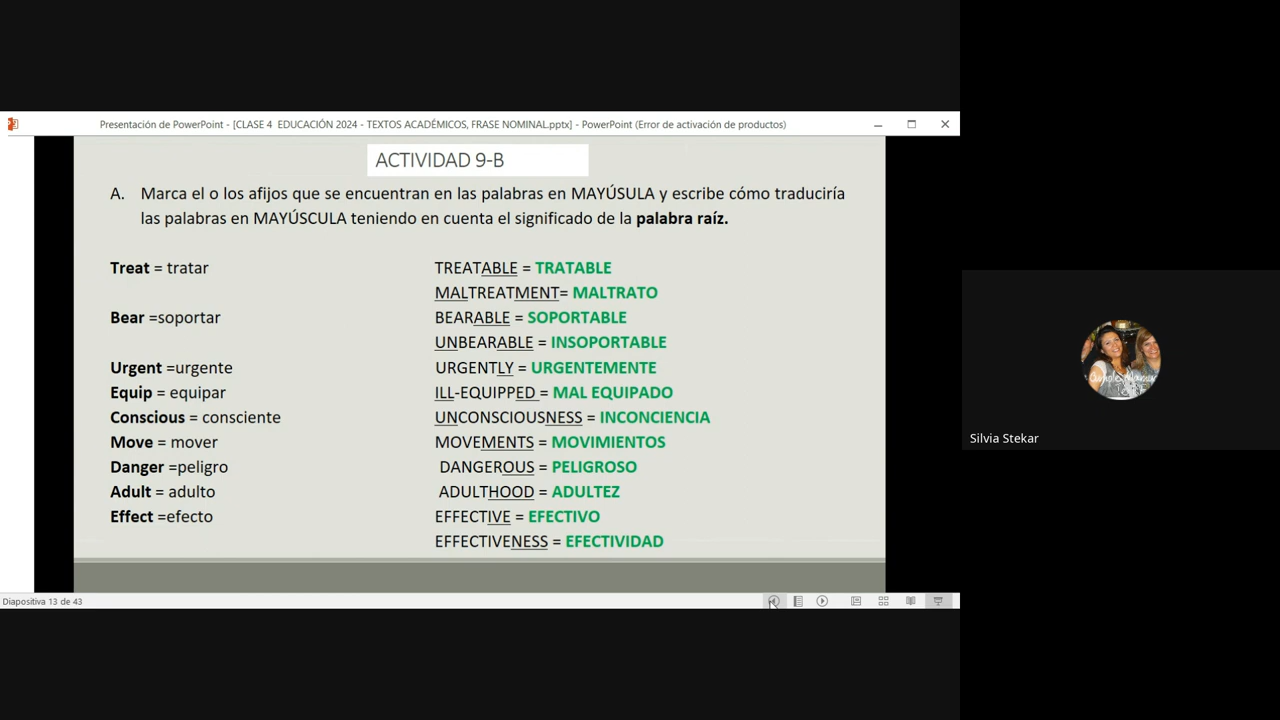 Presentación de PowerPoint - [CLASE 4 EDUCACIÓN 2024 - TEXTOS ACADÉMICOS, FRASE NOMINAL.pptx] - PowerPoint (Error de activación de productos)
ACTIVIDAD 9-B
A. Marca el o los afijos que se encuentran en las palabras en MAYÚSULA y escribe cómo traduciría
las palabras en MAYÚSCULA teniendo en cuenta el significado de la palabra raíz.
Treat = tratar TREATABLE = TRATABLE
MALTREATMENT= MALTRATO
Bear =soportar BEARABLE = SOPORTABLE
UNBEARABLE = INSOPORTABLE
Urgent =urgente URGENTLY = URGENTEMENTE
Equip = equipar ILL-EQUIPPED = MAL EQUIPADO
Conscious = consciente UNCONSCIOUSNESS = INCONCIENCIA
Move = mover MOVEMENTS = MOVIMIENTOS
Danger =peligro DANGEROUS = PELIGROSO
Adult = adulto ADULTHOOD = ADULTEZ
Effect =efecto EFFECTIVE = EFECTIVO
EFFECTIVENESS = EFECTIVIDAD
Diapositiva 13 de 43
Silvia Stekar